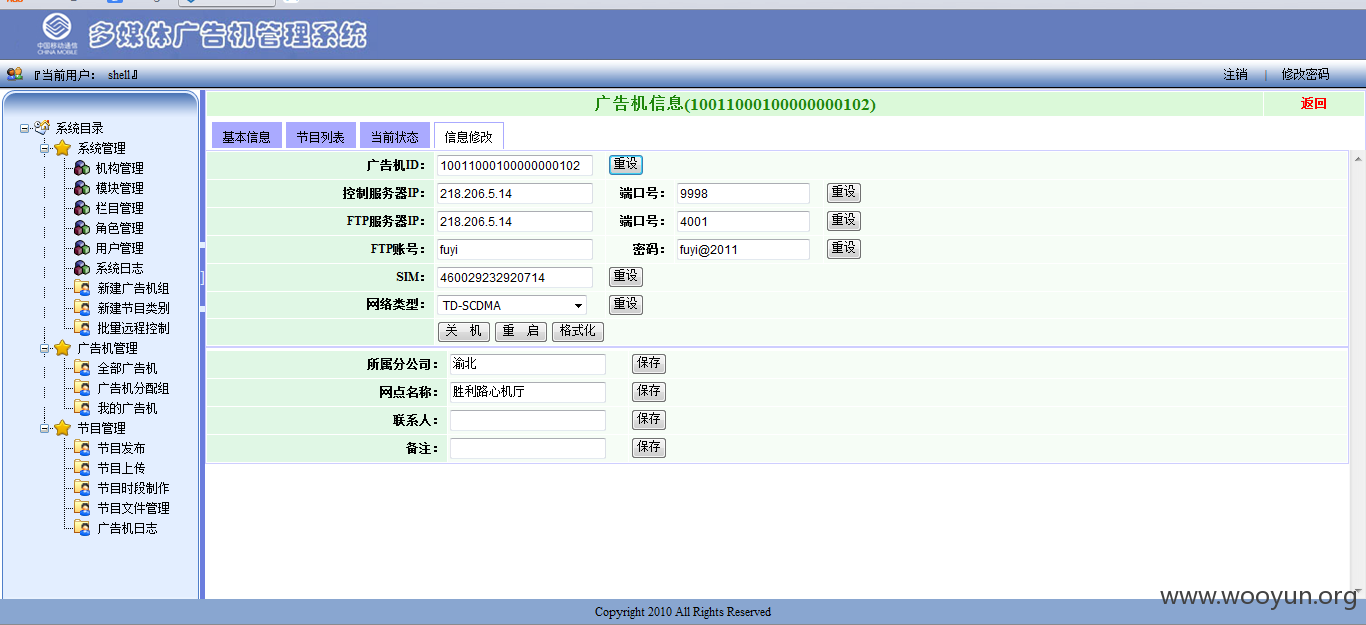 中国移动通信
CHINA MOBILE
多媒体广告机管理系统
『当前用户： shell』
注销 | 修改密码
系统目录
系统管理
机构管理
模块管理
栏目管理
角色管理
用户管理
系统日志
新建广告机组
新建节目类别
批量远程控制
广告机管理
全部广告机
广告机分配组
我的广告机
节目管理
节目发布
节目上传
节目时段制作
节目文件管理
广告机日志
广告机信息(10011000100000000102) 返回
基本信息 节目列表 当前状态 信息修改
广告机ID： 10011000100000000102 重设
控制服务器IP： 218.206.5.14 端口号： 9998 重设
FTP服务器IP： 218.206.5.14 端口号： 4001 重设
FTP账号： fuyi 密码： fuyi@2011 重设
SIM： 460029232920714 重设
网络类型： TD-SCDMA 重设
关 机 重 启 格式化
所属分公司： 渝北 保存
网点名称： 胜利路心机厅 保存
联系人： 保存
备注： 保存
www.wooyun.org
Copyright 2010 All Rights Reserved